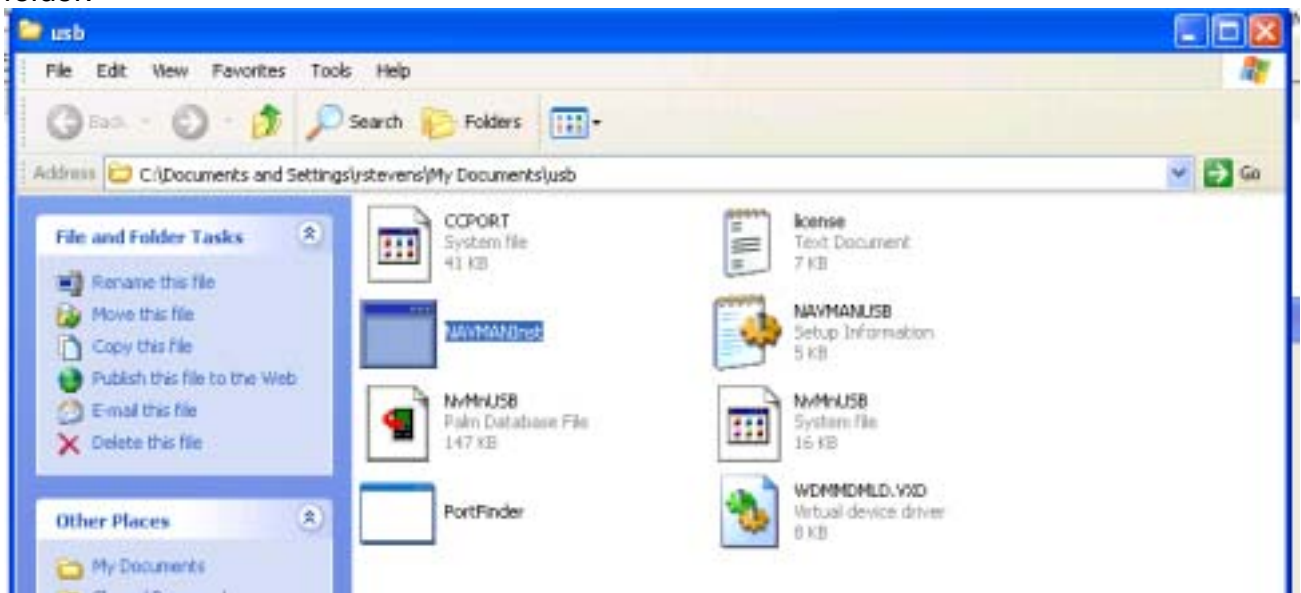 folder.
usb
File Edit View Favorites Tools Help
Back Search Folders
Address C:\Documents and Settings\rstevens\My Documents\usb Go
File and Folder Tasks
Rename this file
Move this file
Copy this file
Publish this file to the Web
E-mail this file
Delete this file
Other Places
My Documents
CCPORT
System file
41 KB
license
Text Document
7 KB
NAVMANInst
NAVMANUSB
Setup Information
5 KB
NvMnUSB
Palm Database File
147 KB
NvMnUSB
System file
16 KB
PortFinder
WDMMDMLD.VXD
Virtual device driver
8 KB